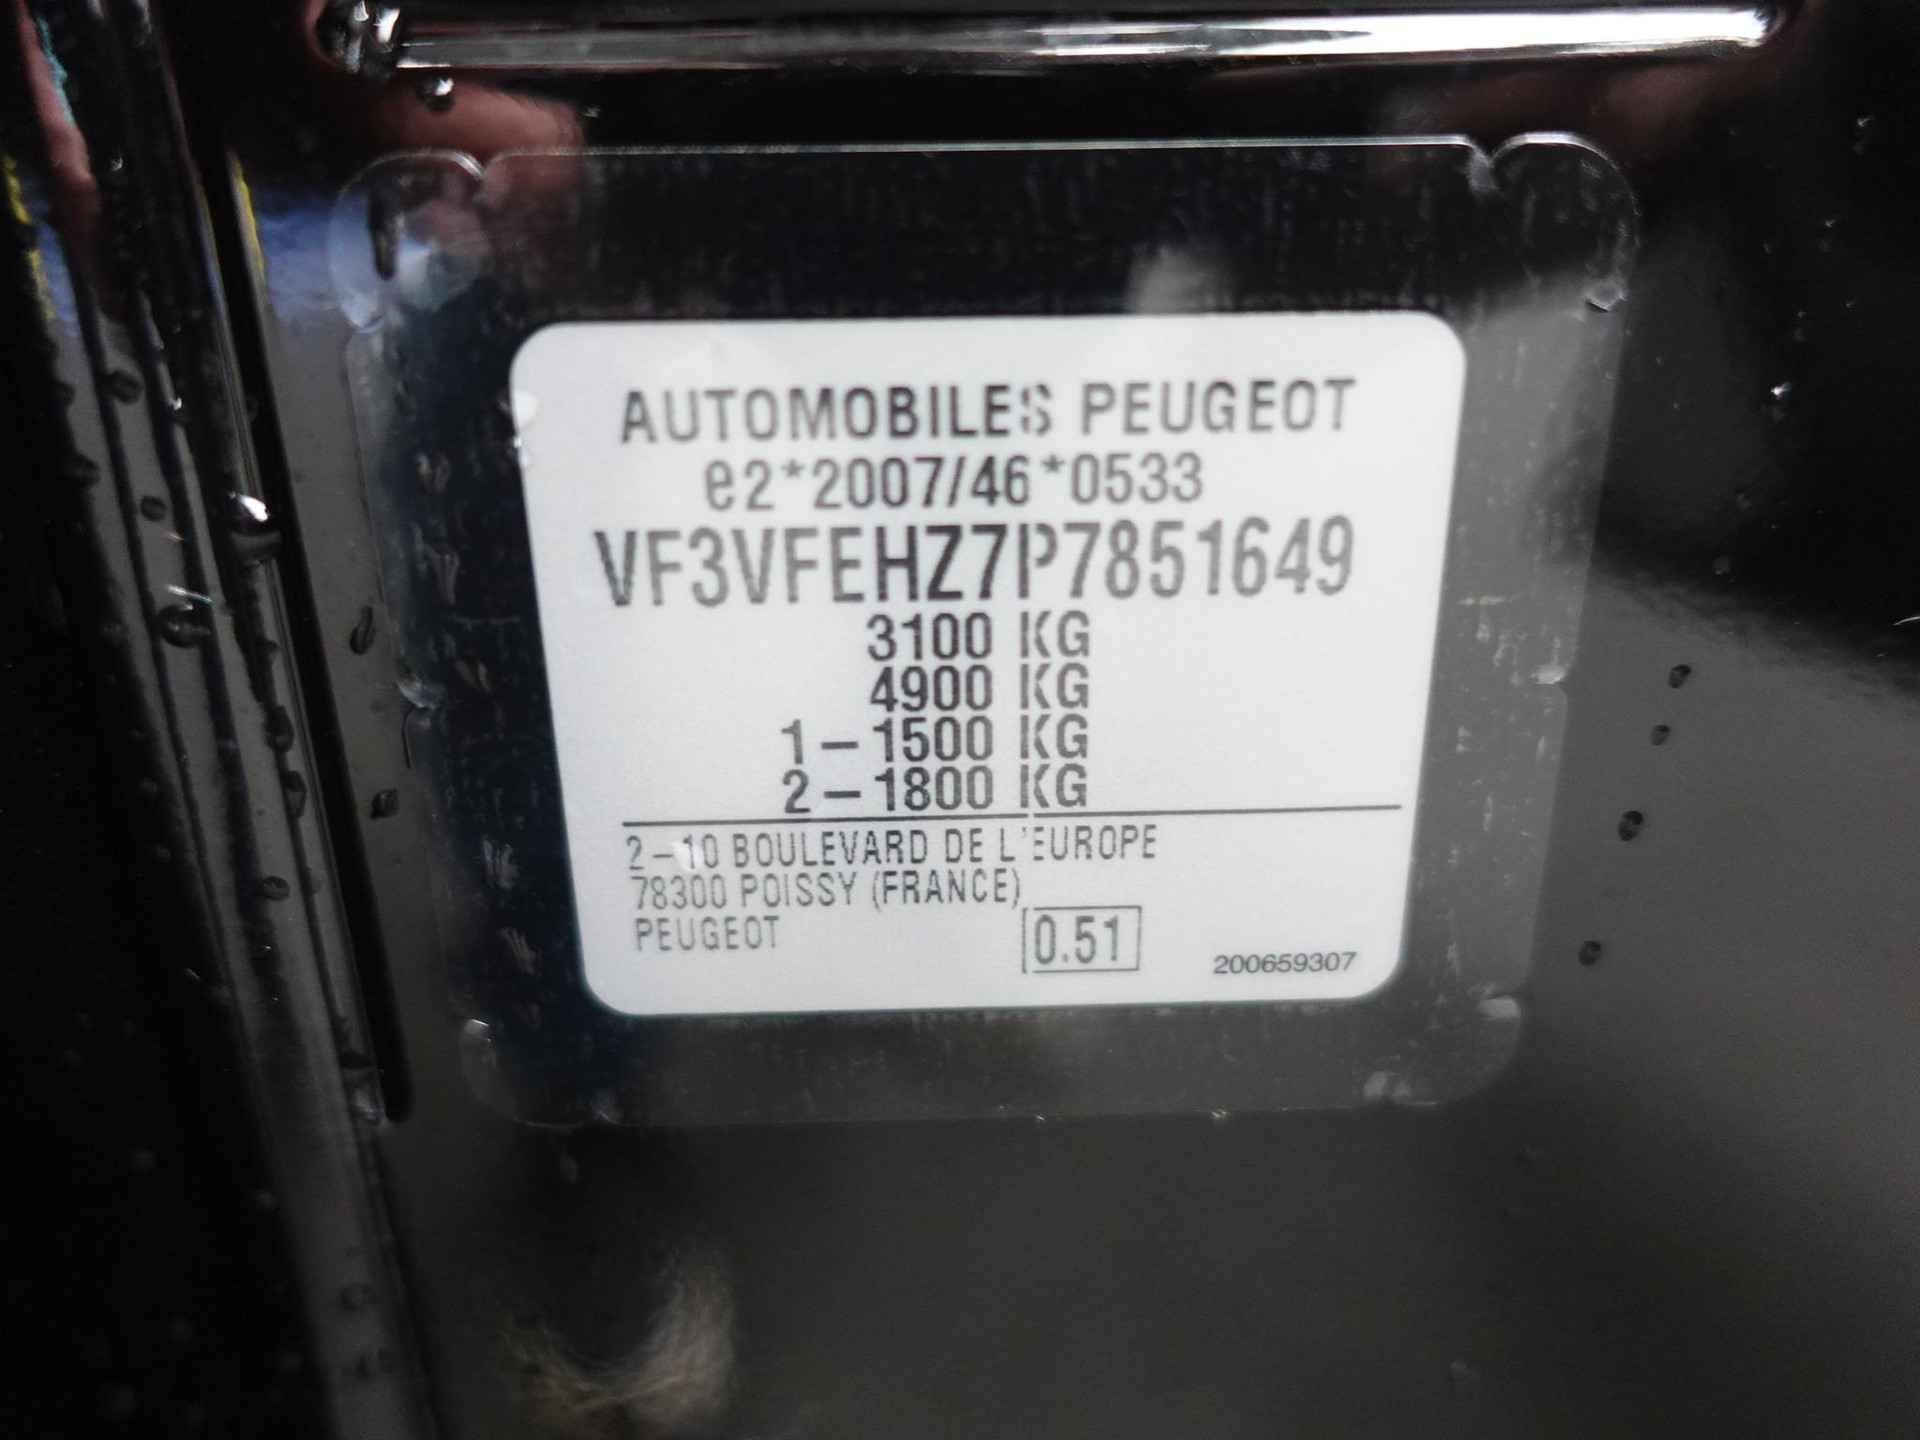 AUTOMOBILES PEUGEOT
e2*2007/46*0533
VF3VFEHZ7P7851649
3100 KG
4900 KG
1-1500 KG
2-1800 KG
2-10 BOULEVARD DE L'EUROPE
78300 POISSY (FRANCE)
PEUGEOT
0.51
200659307